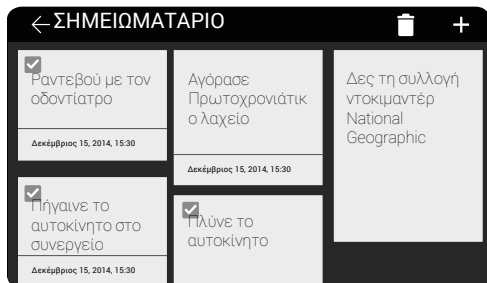 ΣΗΜΕΙΩΜΑΤΑΡΙΟ
Ραντεβού με τον
οδοντίατρο
Δεκέμβριος 15, 2014, 15:30
Αγόρασε
Πρωτοχρονιάτικ
ο λαχείο
Δεκέμβριος 15, 2014, 15:30
Δες τη συλλογή
ντοκιμαντέρ
National
Geographic
Πήγαινε το
αυτοκίνητο στο
συνεργείο
Δεκέμβριος 15, 2014, 15:30
Πλύνε το
αυτοκίνητο